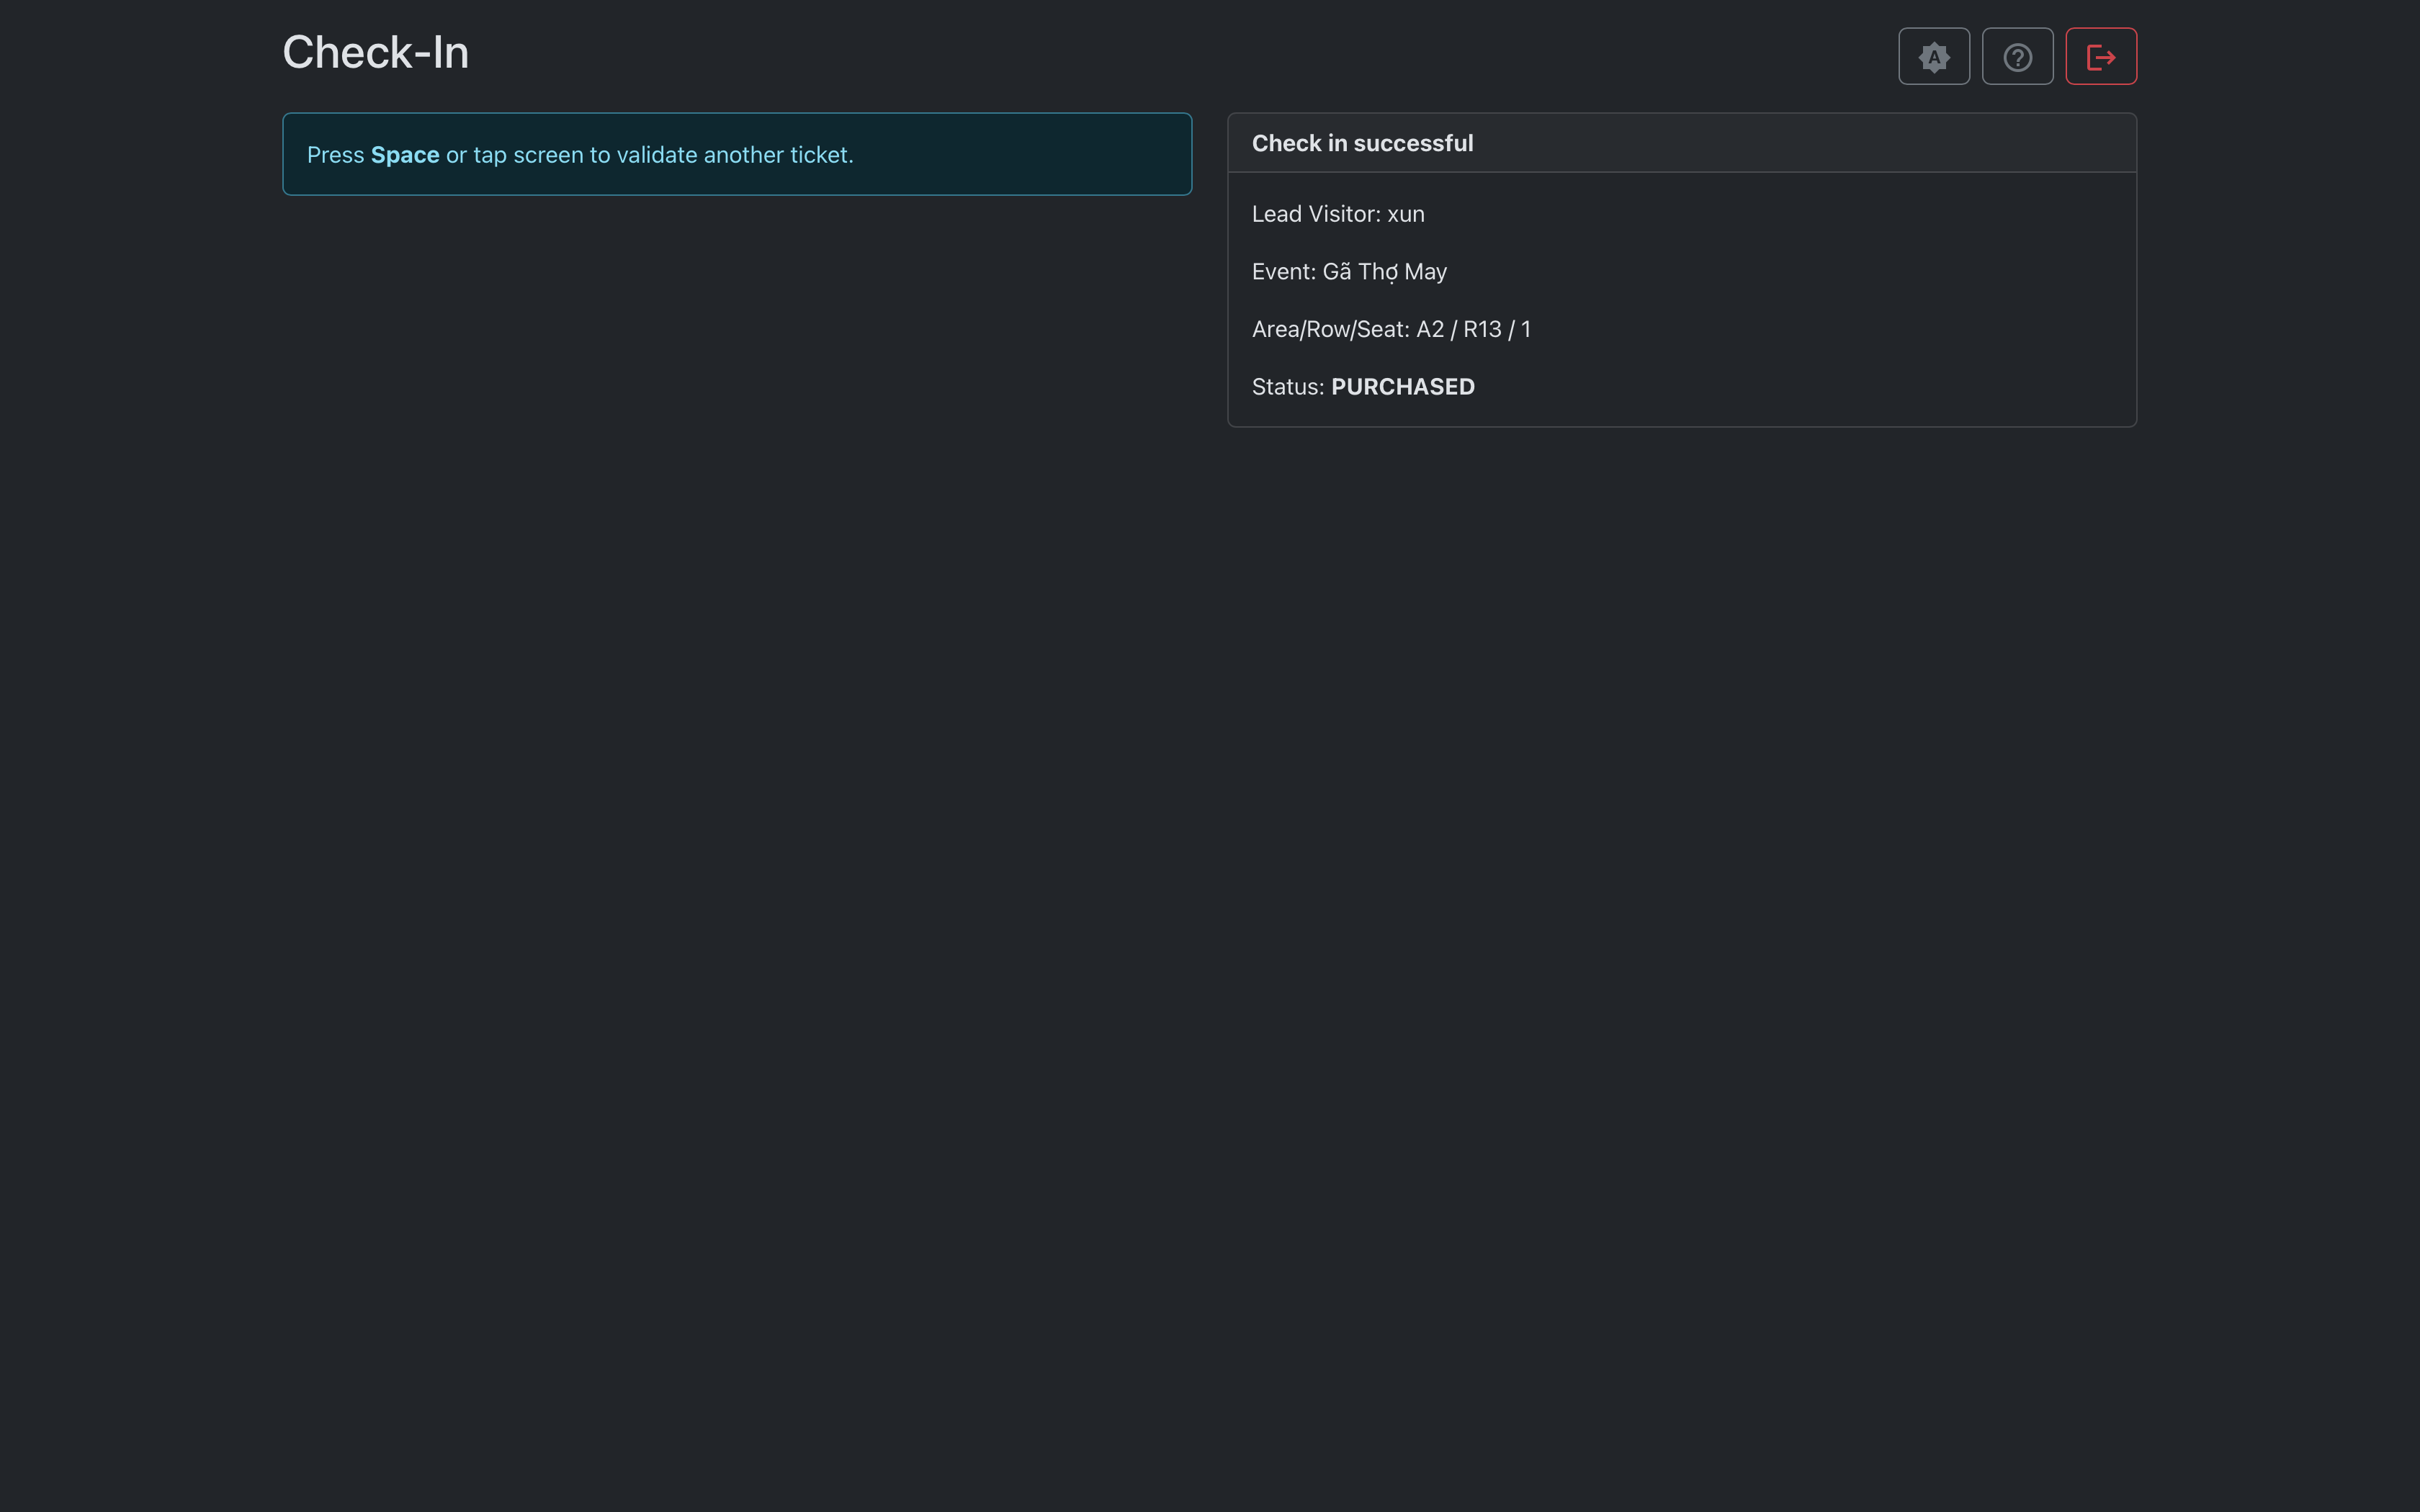 Check-In
A
Press Space or tap screen to validate another ticket.
Check in successful
Lead Visitor: xun
Event: Gã Thợ May
Area/Row/Seat: A2 / R13 / 1
Status: PURCHASED